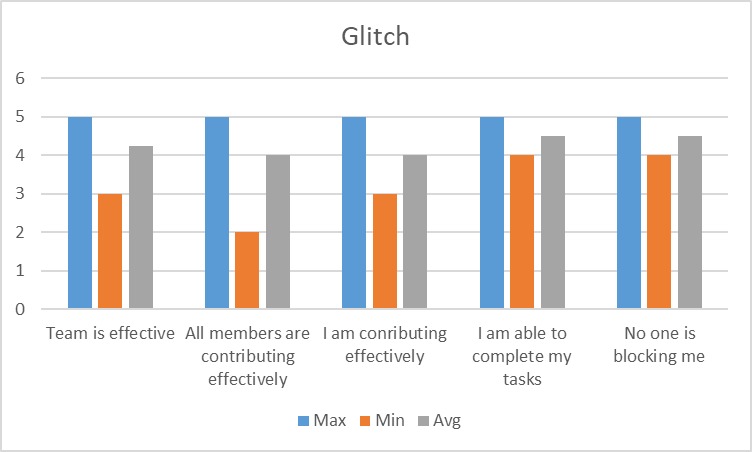 Glitch
6
5
4
3
2
1
0
Team is effective
All members are
contributing
effectively
I am conributing
effectively
I am able to
complete my
tasks
No one is
blocking me
Max Min Avg